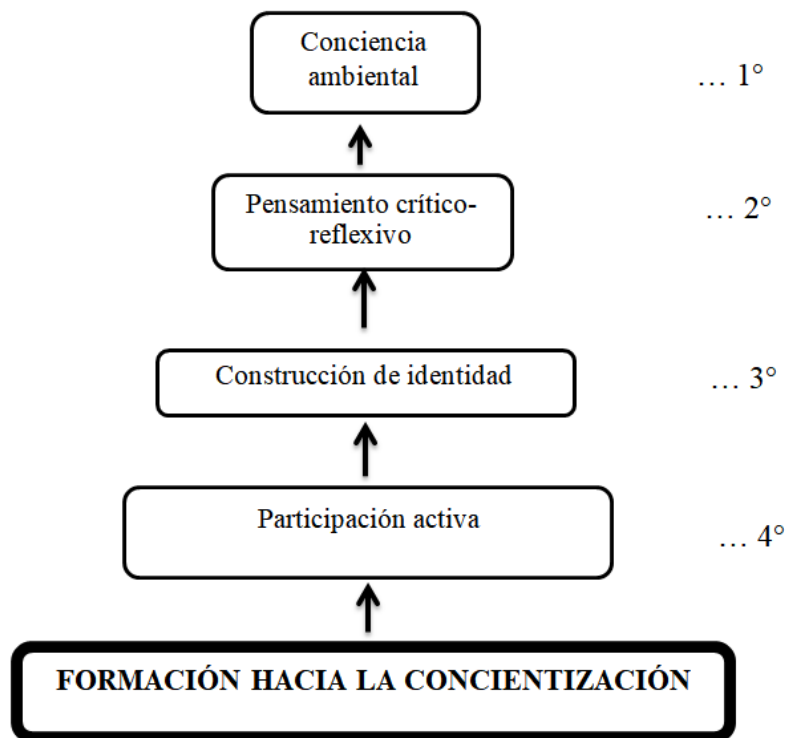 Conciencia
ambiental
… 1°
Pensamiento crítico-
reflexivo
… 2°
Construcción de identidad
… 3°
Participación activa
… 4°
FORMACIÓN HACIA LA CONCIENTIZACIÓN